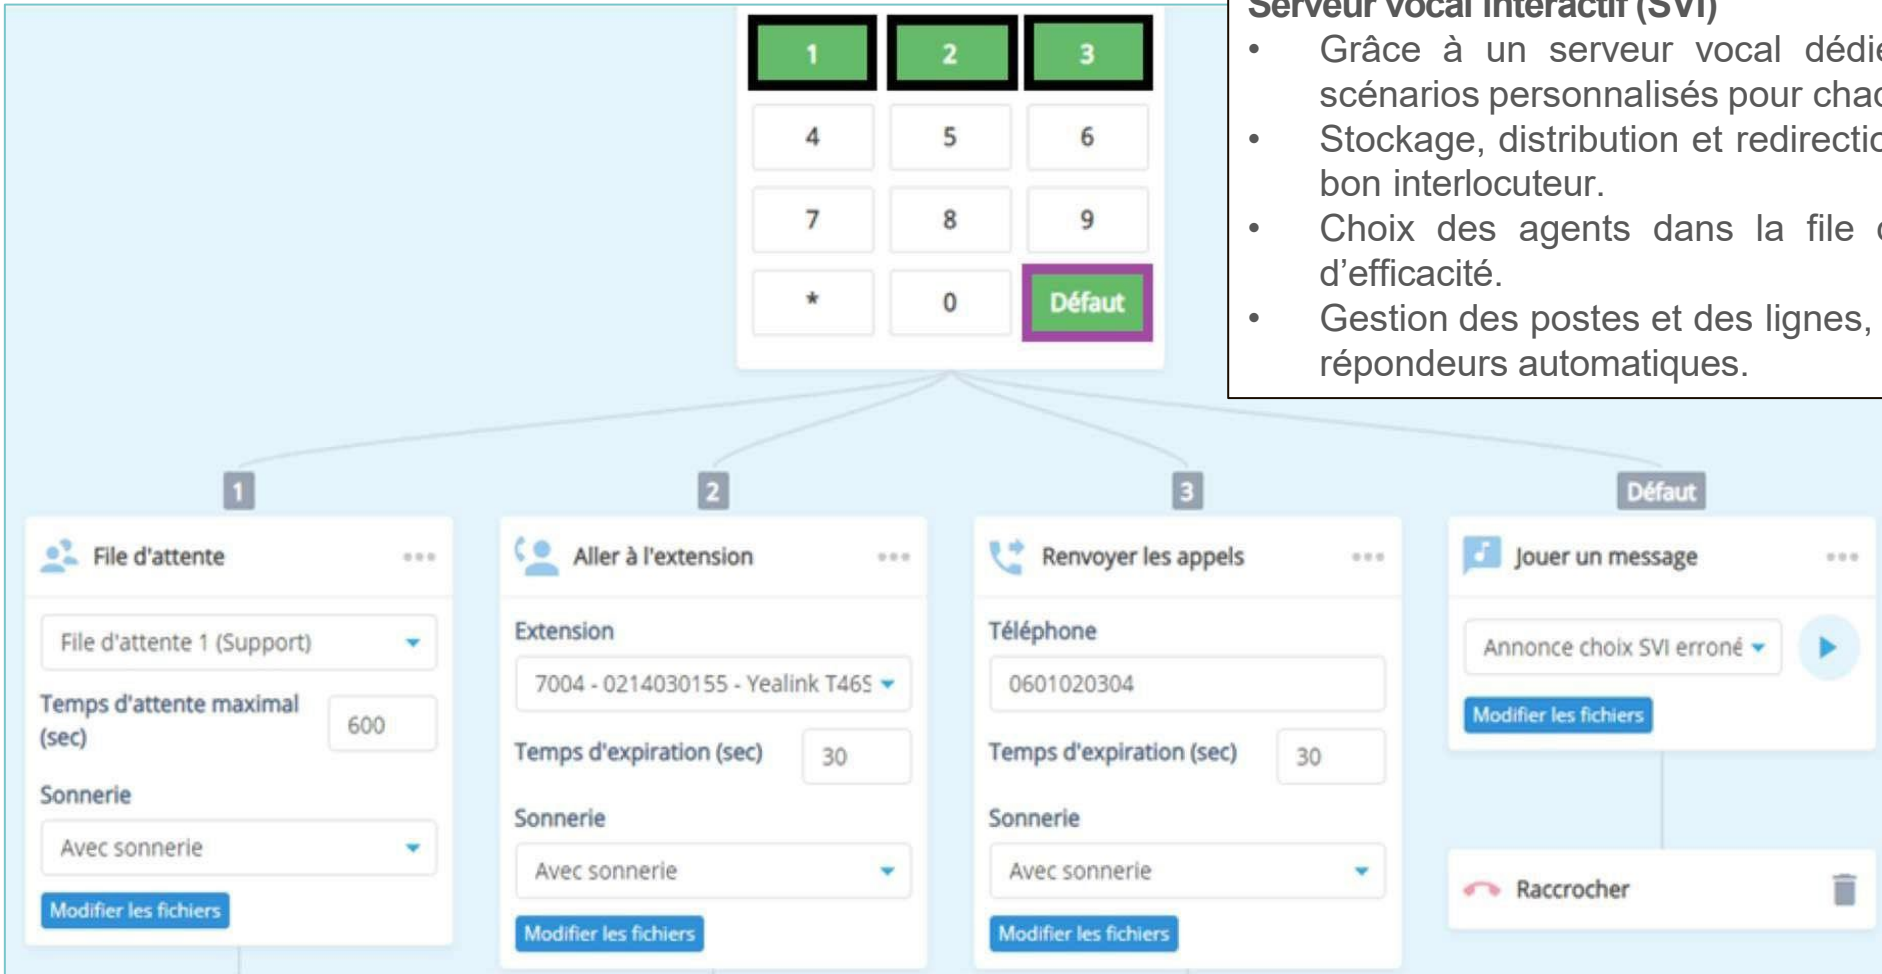 Serveur vocal interactif (SVI)
• Grâce à un serveur vocal dédié
scénarios personnalisés pour
• Stockage, distribution et
bon interlocuteur.
• Choix des agents dans la file
d’efficacité.
• Gestion des postes et des lignes,
répondeurs automatiques.
1 2 3
4 5 6
7 8 9
* 0 Défaut
1
File d'attente
File d'attente 1 (Support)
Temps d'attente maximal
(sec)
600
Sonnerie
Avec sonnerie
Modifier les fichiers
2
Aller à l'extension
Extension
7004 - 0214030155 - Yealink T46S
Temps d'expiration (sec)
30
Sonnerie
Avec sonnerie
Modifier les fichiers
3
Renvoyer les appels
Téléphone
0601020304
Temps d'expiration (sec)
30
Sonnerie
Avec sonnerie
Modifier les fichiers
Défaut
Jouer un message
Annonce choix SVI erroné
Modifier les fichiers
Raccrocher